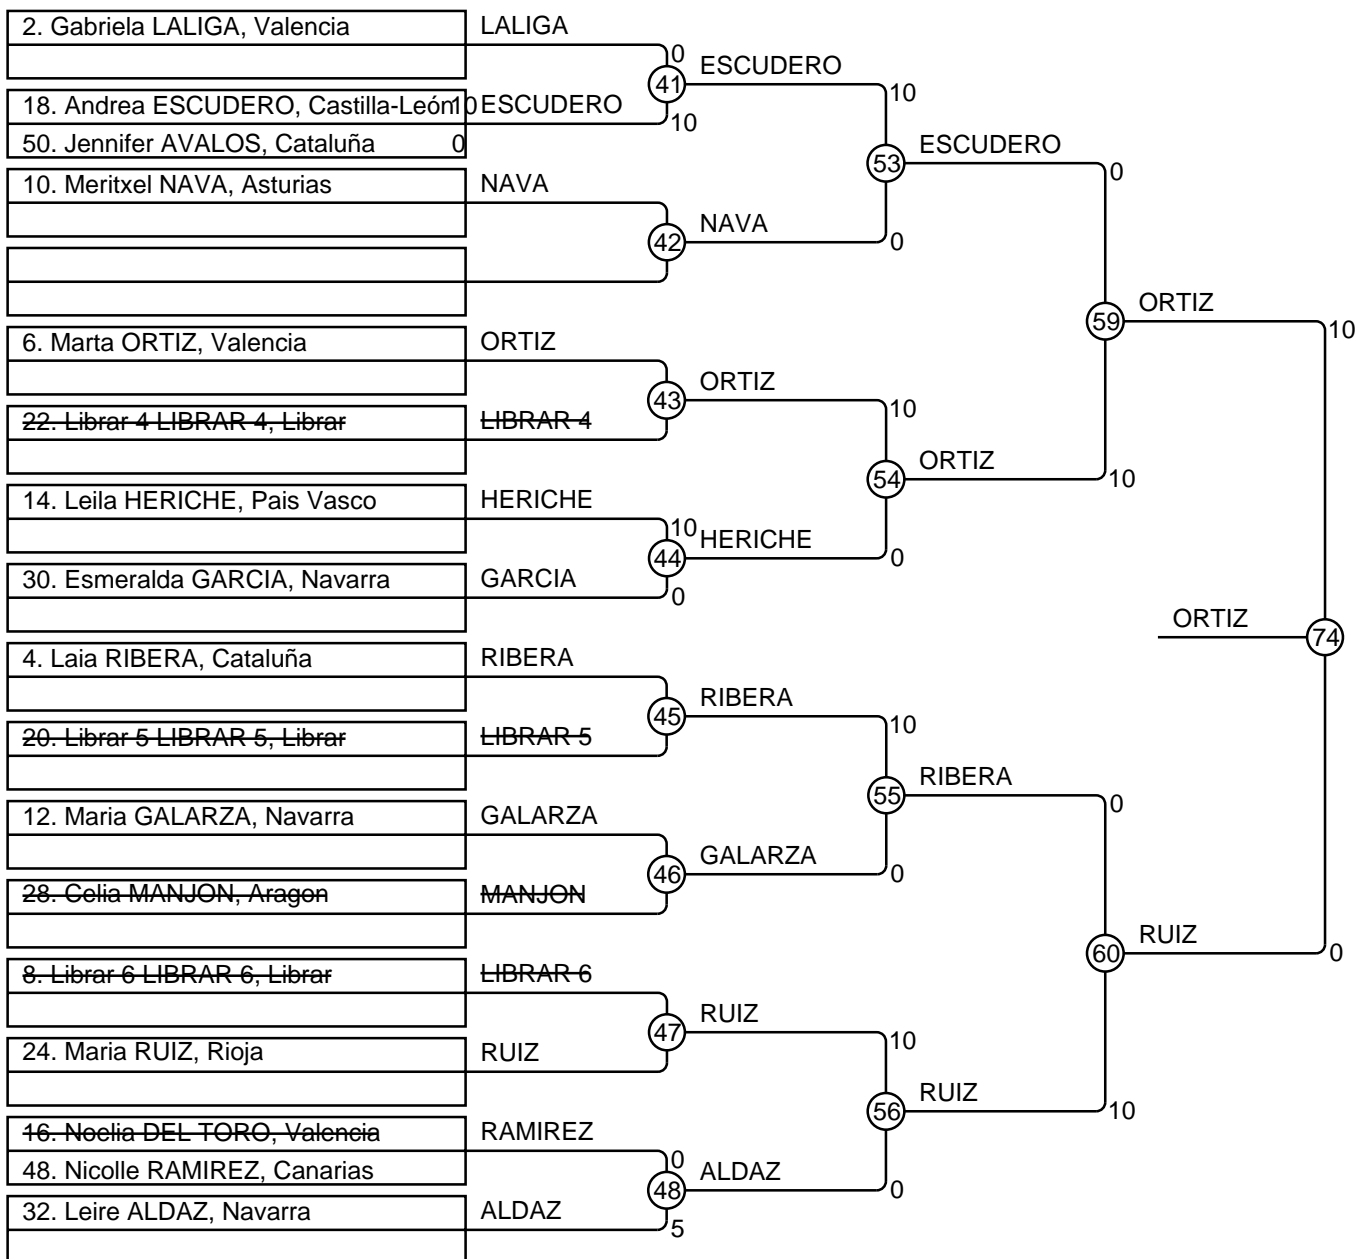 2. Gabriela LALIGA, Valencia
LALIGA
0
41
ESCUDERO
10
18. Andrea ESCUDERO, Castilla-León 10
ESCUDERO
10
50. Jennifer AVALOS, Cataluña 0
53
ESCUDERO
0
10. Meritxel NAVA, Asturias
NAVA
42
NAVA
0
59
ORTIZ
10
6. Marta ORTIZ, Valencia
ORTIZ
43
ORTIZ
10
22. Librar 4 LIBRAR 4, Librar
LIBRAR 4
54
ORTIZ
10
14. Leila HERICHE, Pais Vasco
HERICHE
10
44
HERICHE
0
30. Esmeralda GARCIA, Navarra
GARCIA
0
ORTIZ
74
4. Laia RIBERA, Cataluña
RIBERA
45
RIBERA
10
20. Librar 5 LIBRAR 5, Librar
LIBRAR 5
55
RIBERA
0
12. Maria GALARZA, Navarra
GALARZA
46
GALARZA
0
28. Celia MANJON, Aragon
MANJON
60
RUIZ
0
8. Librar 6 LIBRAR 6, Librar
LIBRAR 6
47
RUIZ
10
24. Maria RUIZ, Rioja
RUIZ
56
RUIZ
10
16. Noelia DEL TORO, Valencia
RAMIREZ
0
48. Nicolle RAMIREZ, Canarias
48
ALDAZ
0
32. Leire ALDAZ, Navarra
ALDAZ
5